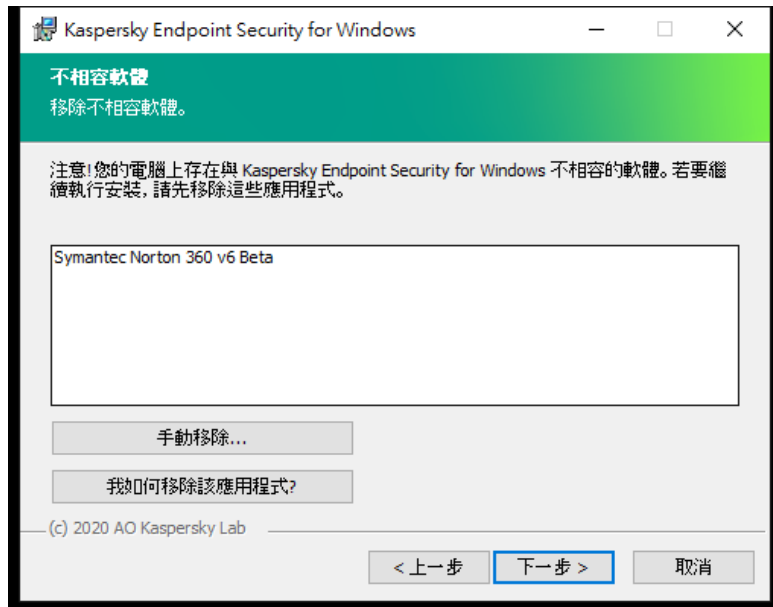 Kaspersky Endpoint Security for Windows
不相容軟體
移除不相容軟體。
注意!您的電腦上存在與 Kaspersky Endpoint Security for Windows 不相容的軟體。若要繼
續執行安裝, 請先移除這些應用程式。
Symantec Norton 360 v6 Beta
手動移除...
我如何移除該應用程式?
(c) 2020 AO Kaspersky Lab
< 上一步
下一步 >
取消